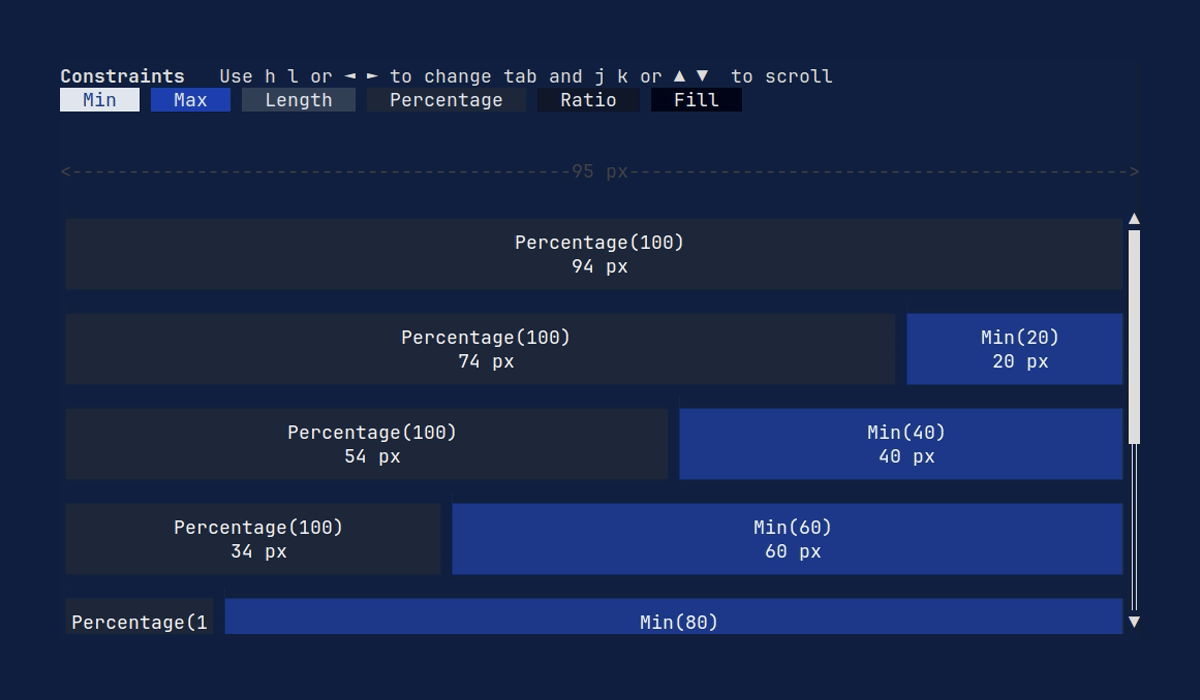 Constraints Use h l or ◄ ► to change tab and j k or ▲ ▼ to scroll
Min Max Length Percentage Ratio Fill
<--------------------------------------------95 px-------------------------------------------->
Percentage(100)
94 px
Percentage(100) Min(20)
74 px 20 px
Percentage(100) Min(40)
54 px 40 px
Percentage(100) Min(60)
34 px 60 px
Percentage(1 Min(80)